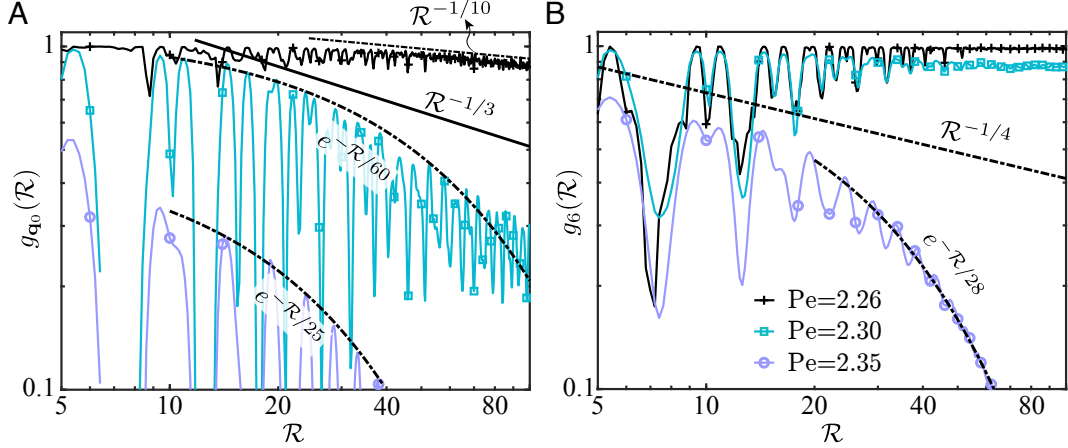 A
B
ℛ^{-1/10}
1
ℛ^{-1/3}
e^{-ℛ/60}
e^{-ℛ/25}
g_{𝐪0}(ℛ)
0.1
5 10 20 40 80
ℛ
1
ℛ^{-1/4}
e^{-ℛ/28}
g_6(ℛ)
Pe=2.26
Pe=2.30
Pe=2.35
0.1
5 10 20 40 80
ℛ